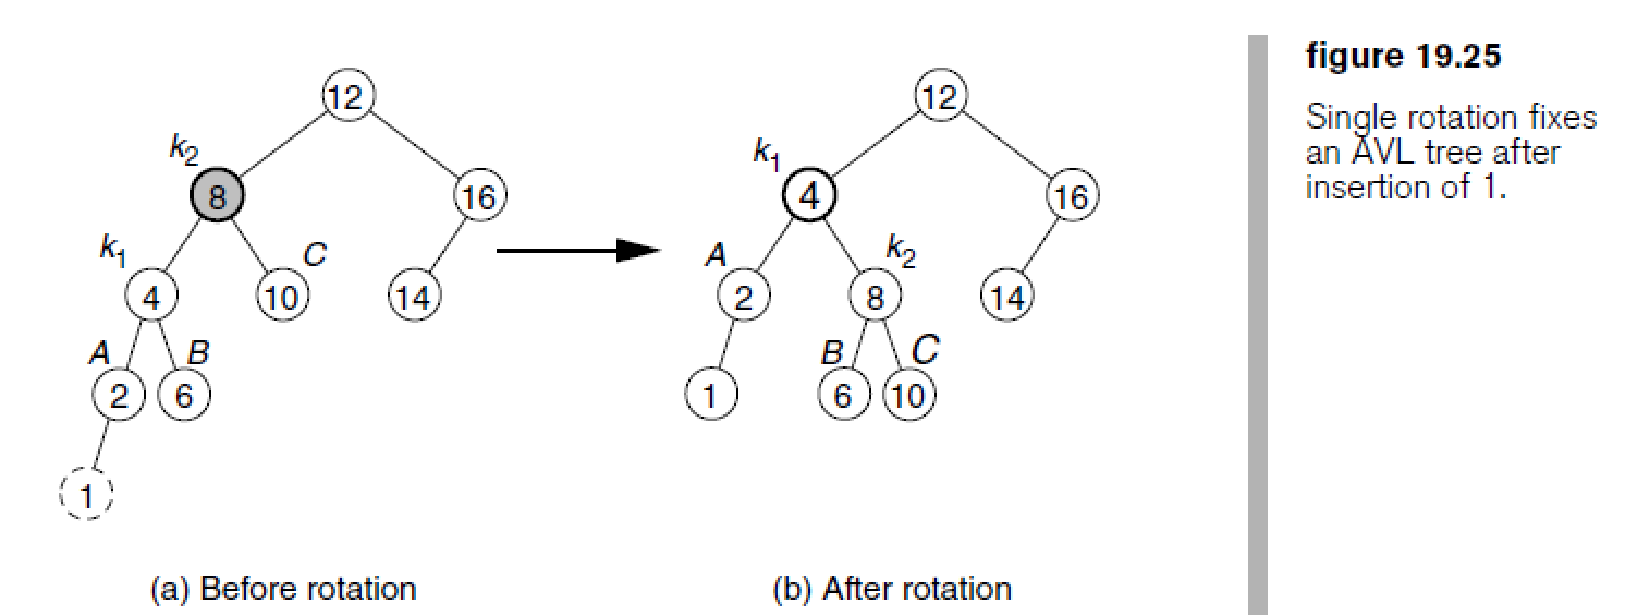 12
k2
8
16
k1
C
4
10
14
A
B
2
6
1
(a) Before rotation
12
k1
4
16
A
k2
2
8
14
B
C
1
6
10
(b) After rotation
figure 19.25
Single rotation fixes
an AVL tree after
insertion of 1.